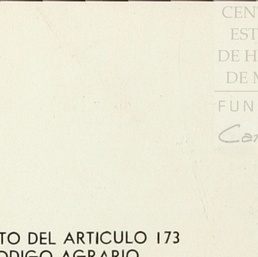 CEN
EST
DE H
DE M
FUN
Car
TO DEL ARTICULO 173
ODIGO AGRARIO